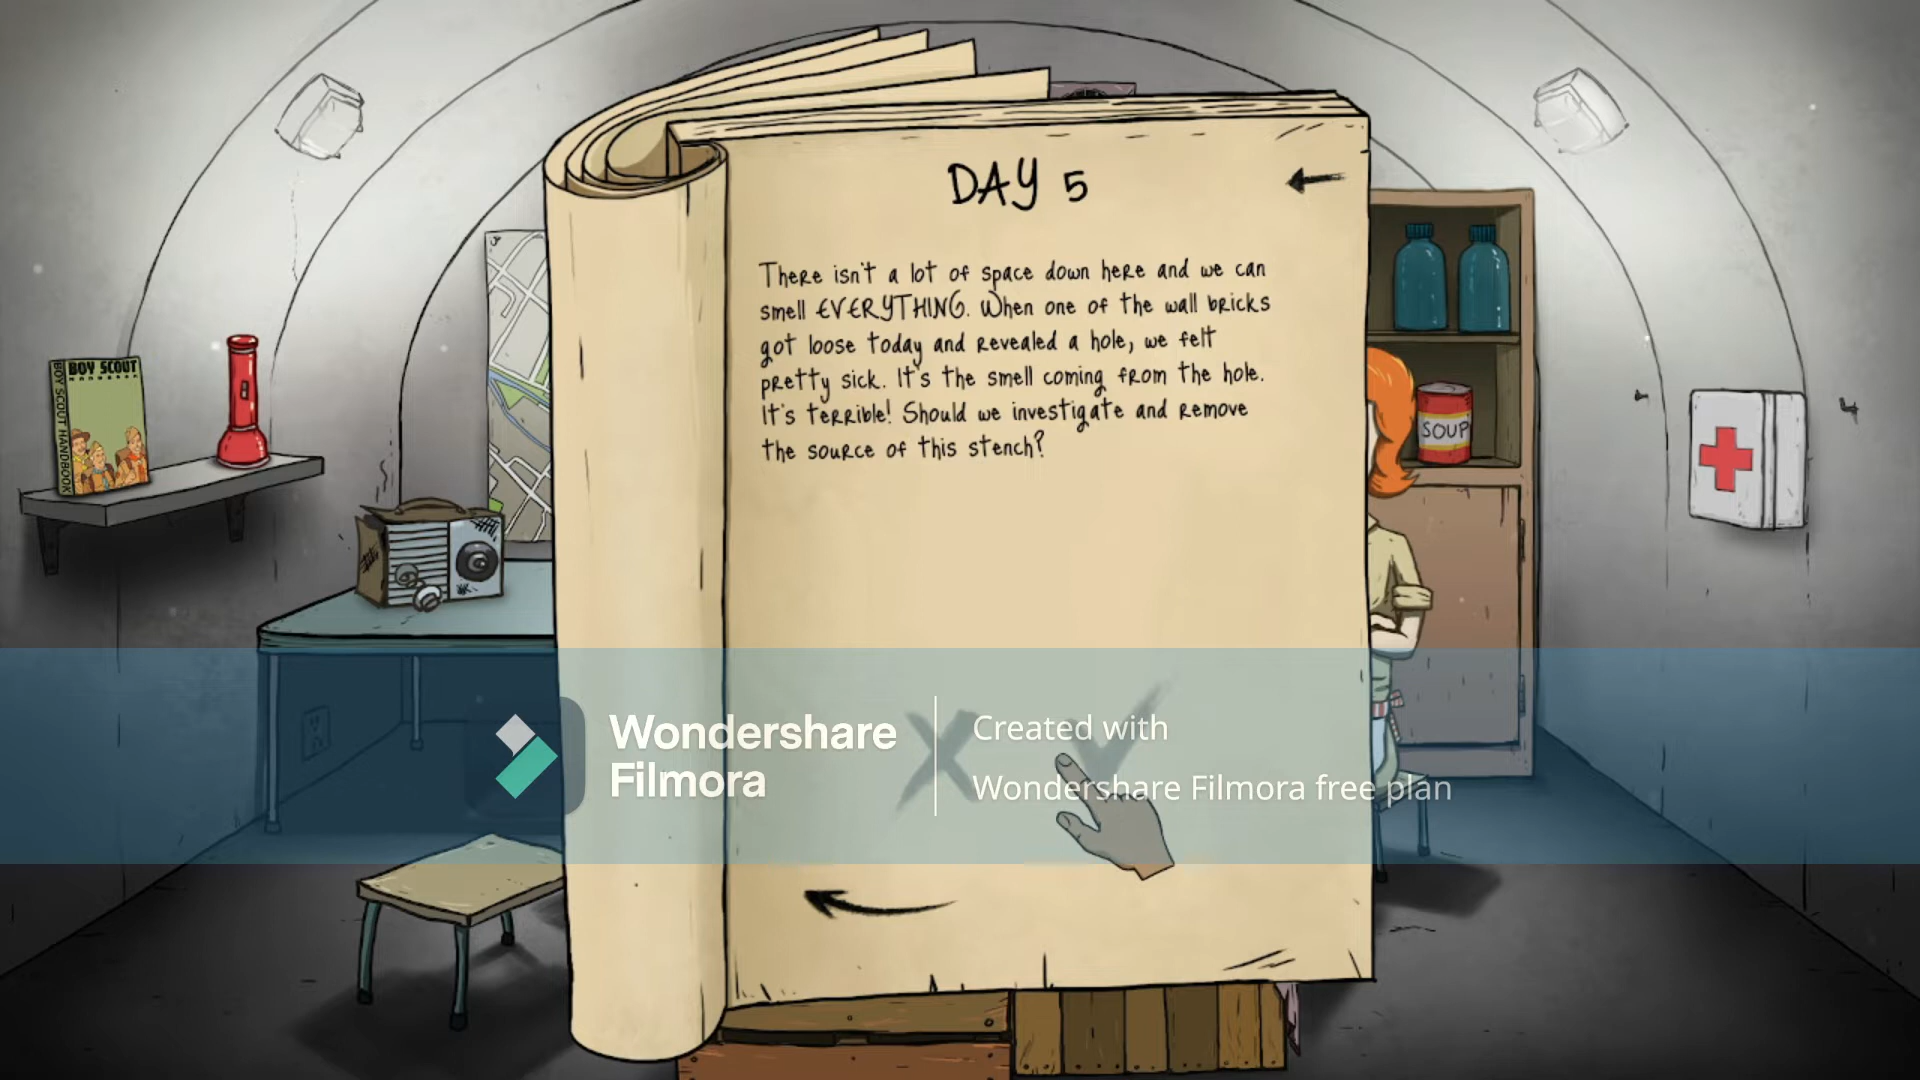 DAY 5
There isn't a lot of space down here and we can
smell EVERYTHING. When one of the wall bricks
got loose today and revealed a hole, we felt
pretty sick. It's the smell coming from the hole.
It's terrible! Should we investigate and remove
the source of this stench?
BOY SCOUT
HANDBOOK
BOY SCOUT HANDBOOK
SOUP
Wondershare
Filmora
Created with
Wondershare Filmora free plan